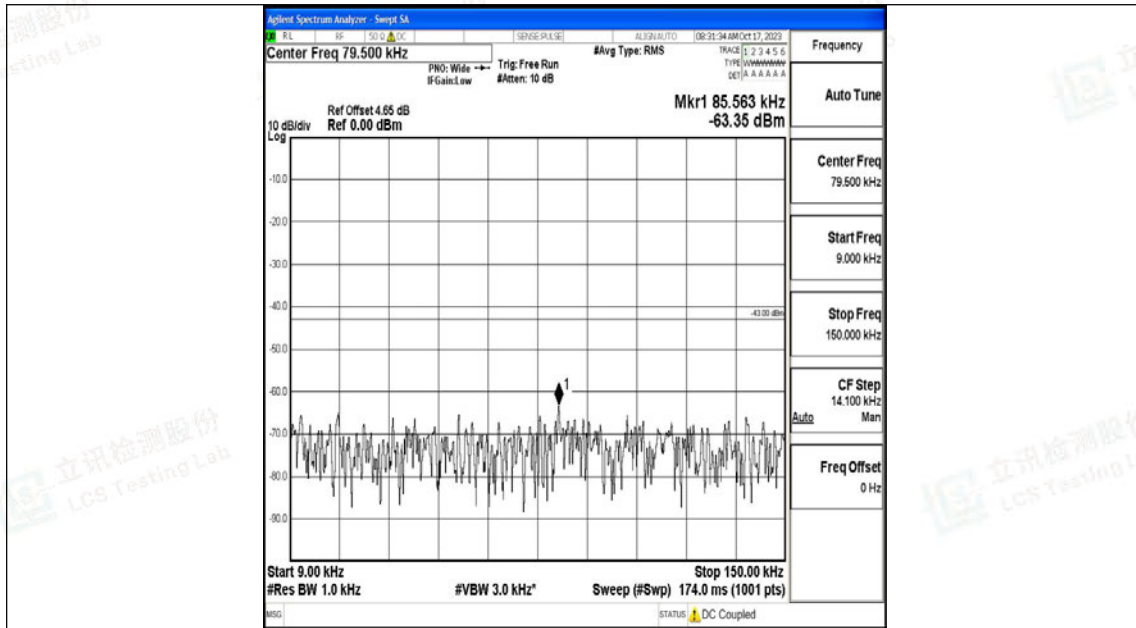 Agilent Spectrum Analyzer - Swept SA
RL RF 50 Ω DC SENSE:PULSE ALIGNAUTO 08:31:34 AM Oct 17, 2023
Center Freq 79.500 kHz
#Avg Type: RMS
TRACE 1 2 3 4 5 6
TYPE
DET A A A A A A
PNO: Wide
IFGain:Low
Trig: Free Run
#Atten: 10 dB
Mkr1 85.563 kHz
-63.35 dBm
Ref Offset 4.65 dB
10 dB/div Ref 0.00 dBm
Log
-10.0
-20.0
-30.0
-40.0
-43.00 dBm
-50.0
1
-60.0
-70.0
-80.0
-90.0
Start 9.00 kHz Stop 150.00 kHz
#Res BW 1.0 kHz #VBW 3.0 kHz* Sweep (#Swp) 174.0 ms (1001 pts)
MSG STATUS DC Coupled
Frequency
Auto Tune
Center Freq
79.500 kHz
Start Freq
9.000 kHz
Stop Freq
150.000 kHz
CF Step
14.100 kHz
Auto Man
Freq Offset
0 Hz
立讯检测股份
LCS Testing Lab
立讯检测股份
LCS Testing L